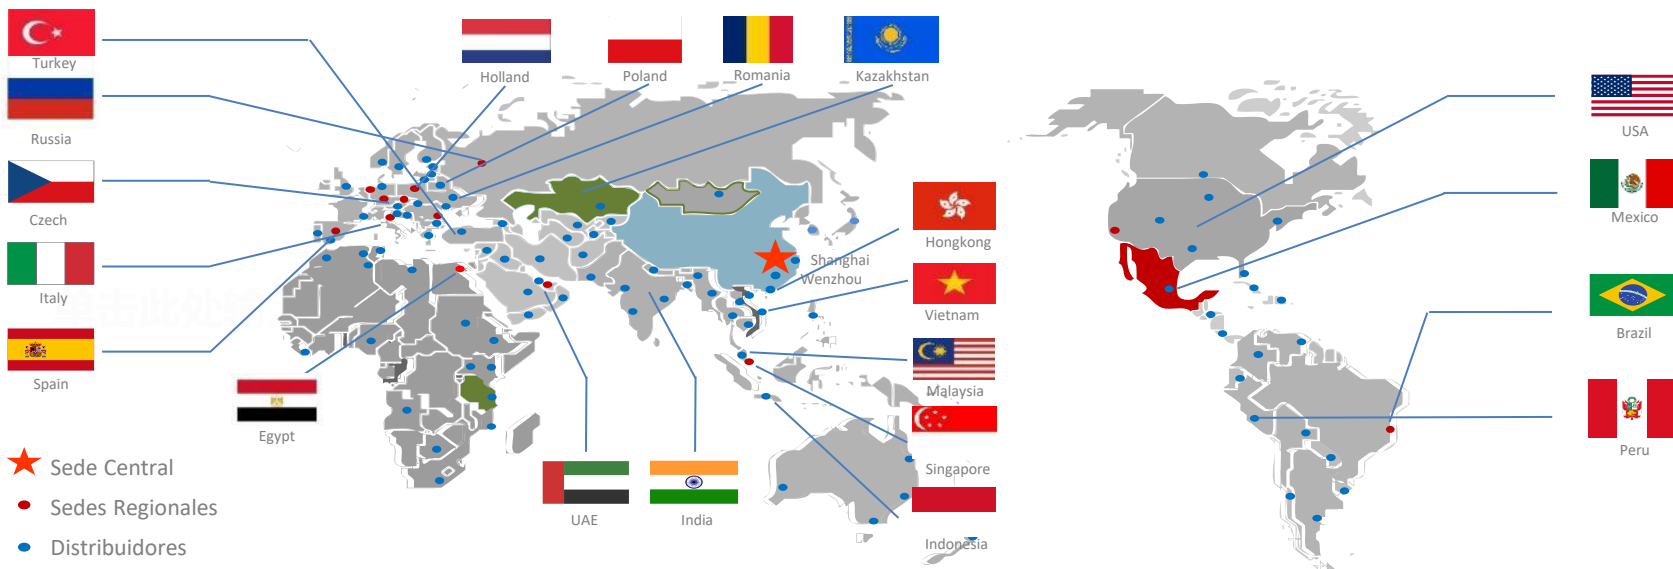 Turkey
Russia
Czech
Italy
Spain
Egypt
Holland
Poland
Romania
Kazakhstan
Shanghai
Wenzhou
Hongkong
Vietnam
Malaysia
Singapore
Indonesia
UAE
India
USA
Mexico
Brazil
Peru
Sede Central
Sedes Regionales
Distribuidores